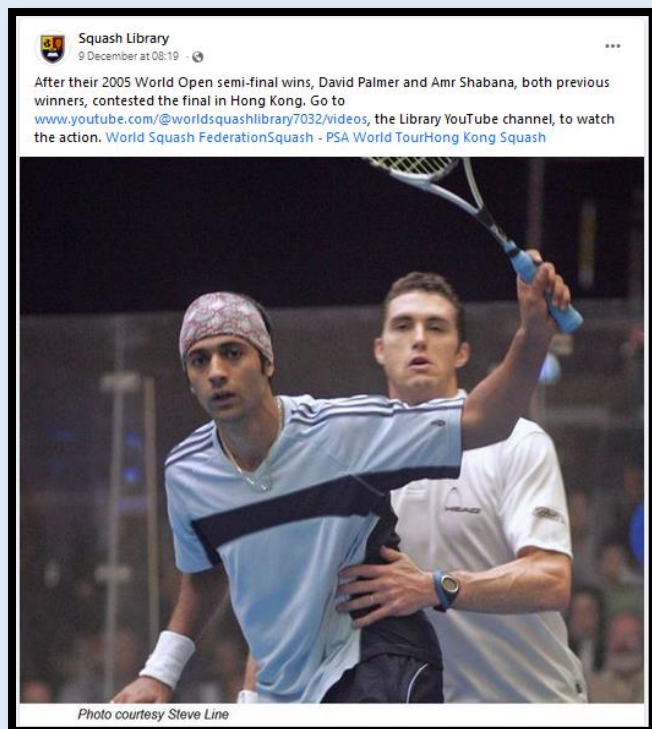 Squash Library
9 December at 08:19 ·
After their 2005 World Open semi-final wins, David Palmer and Amr Shabana, both previous
winners, contested the final in Hong Kong. Go to
www.youtube.com/@worldsquashlibrary7032/videos, the Library YouTube channel, to watch
the action. World Squash FederationSquash - PSA World TourHong Kong Squash
HEAD
Photo courtesy Steve Line